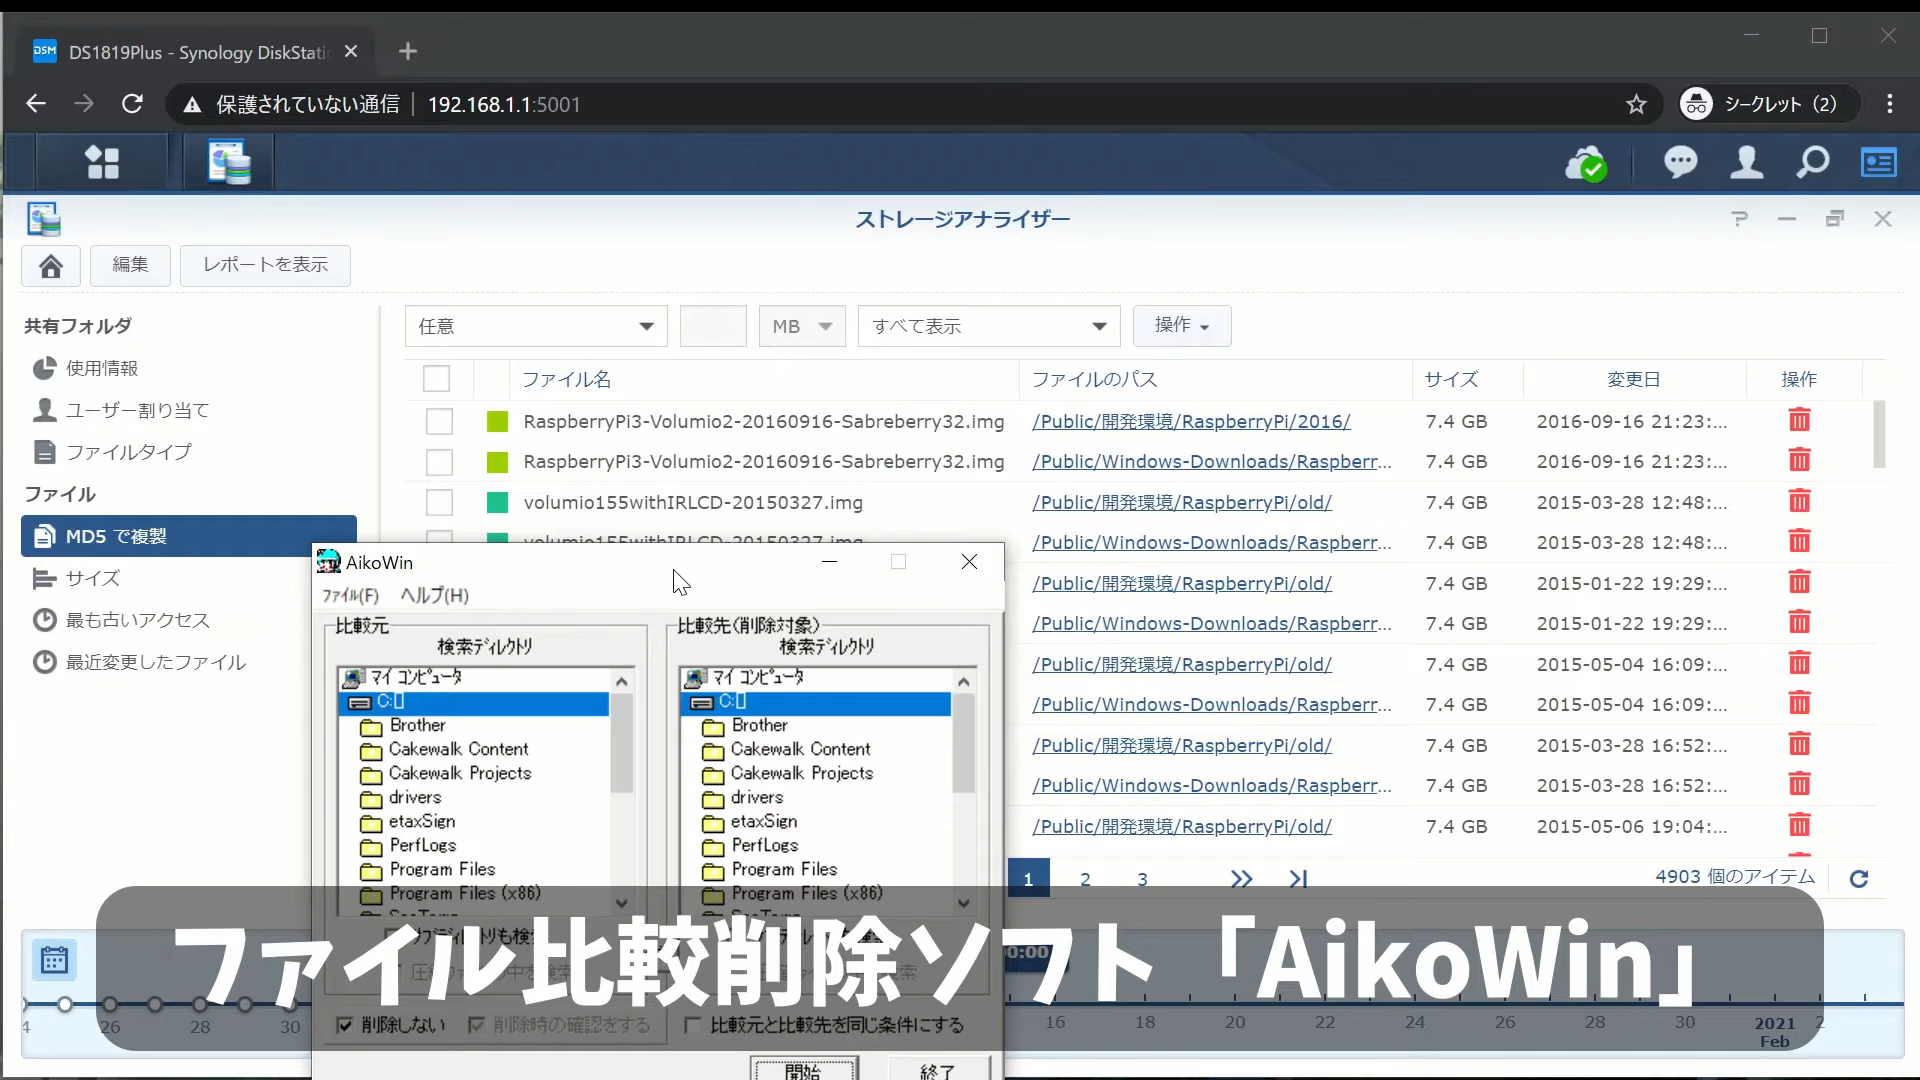 DSM DS1819Plus - Synology DiskStati
保護されていない通信 192.168.1.1:5001 シークレット (2)
ストレージアナライザー
編集 レポートを表示
共有フォルダ
使用情報
ユーザー割り当て
ファイルタイプ
ファイル
MD5 で複製
サイズ
最も古いアクセス
最近変更したファイル
任意 MB すべて表示 操作
ファイル名 ファイルのパス サイズ 変更日 操作
RaspberryPi3-Volumio2-20160916-Sabreberry32.img /Public/開発環境/RaspberryPi/2016/ 7.4 GB 2016-09-16 21:23:...
RaspberryPi3-Volumio2-20160916-Sabreberry32.img /Public/Windows-Downloads/Raspberr... 7.4 GB 2016-09-16 21:23:...
volumio155withIRLCD-20150327.img /Public/開発環境/RaspberryPi/old/ 7.4 GB 2015-03-28 12:48:...
volumio155withIRLCD-20150327.img /Public/Windows-Downloads/Raspberr... 7.4 GB 2015-03-28 12:48:...
/Public/開発環境/RaspberryPi/old/ 7.4 GB 2015-01-22 19:29:...
/Public/Windows-Downloads/Raspberr... 7.4 GB 2015-01-22 19:29:...
/Public/開発環境/RaspberryPi/old/ 7.4 GB 2015-05-04 16:09:...
/Public/Windows-Downloads/Raspberr... 7.4 GB 2015-05-04 16:09:...
/Public/開発環境/RaspberryPi/old/ 7.4 GB 2015-03-28 16:52:...
/Public/Windows-Downloads/Raspberr... 7.4 GB 2015-03-28 16:52:...
/Public/開発環境/RaspberryPi/old/ 7.4 GB 2015-05-06 19:04:...
1 2 3 4903 個のアイテム
AikoWin
ファイル(F) ヘルプ(H)
比較元
検索ディレクトリ
マイ コンピュータ
C:[]
Brother
Cakewalk Content
Cakewalk Projects
drivers
etaxSign
PerfLogs
Program Files
Program Files (x86)
比較先(削除対象)
検索ディレクトリ
マイ コンピュータ
C:[]
Brother
Cakewalk Content
Cakewalk Projects
drivers
etaxSign
PerfLogs
Program Files
Program Files (x86)
ファイル比較削除ソフト「AikoWin」
削除しない 削除時の確認をする 比較元と比較先を同じ条件にする
開始 終了
0:00
4 26 28 30 16 18 20 22 24 26 28 30 2021 2
Feb